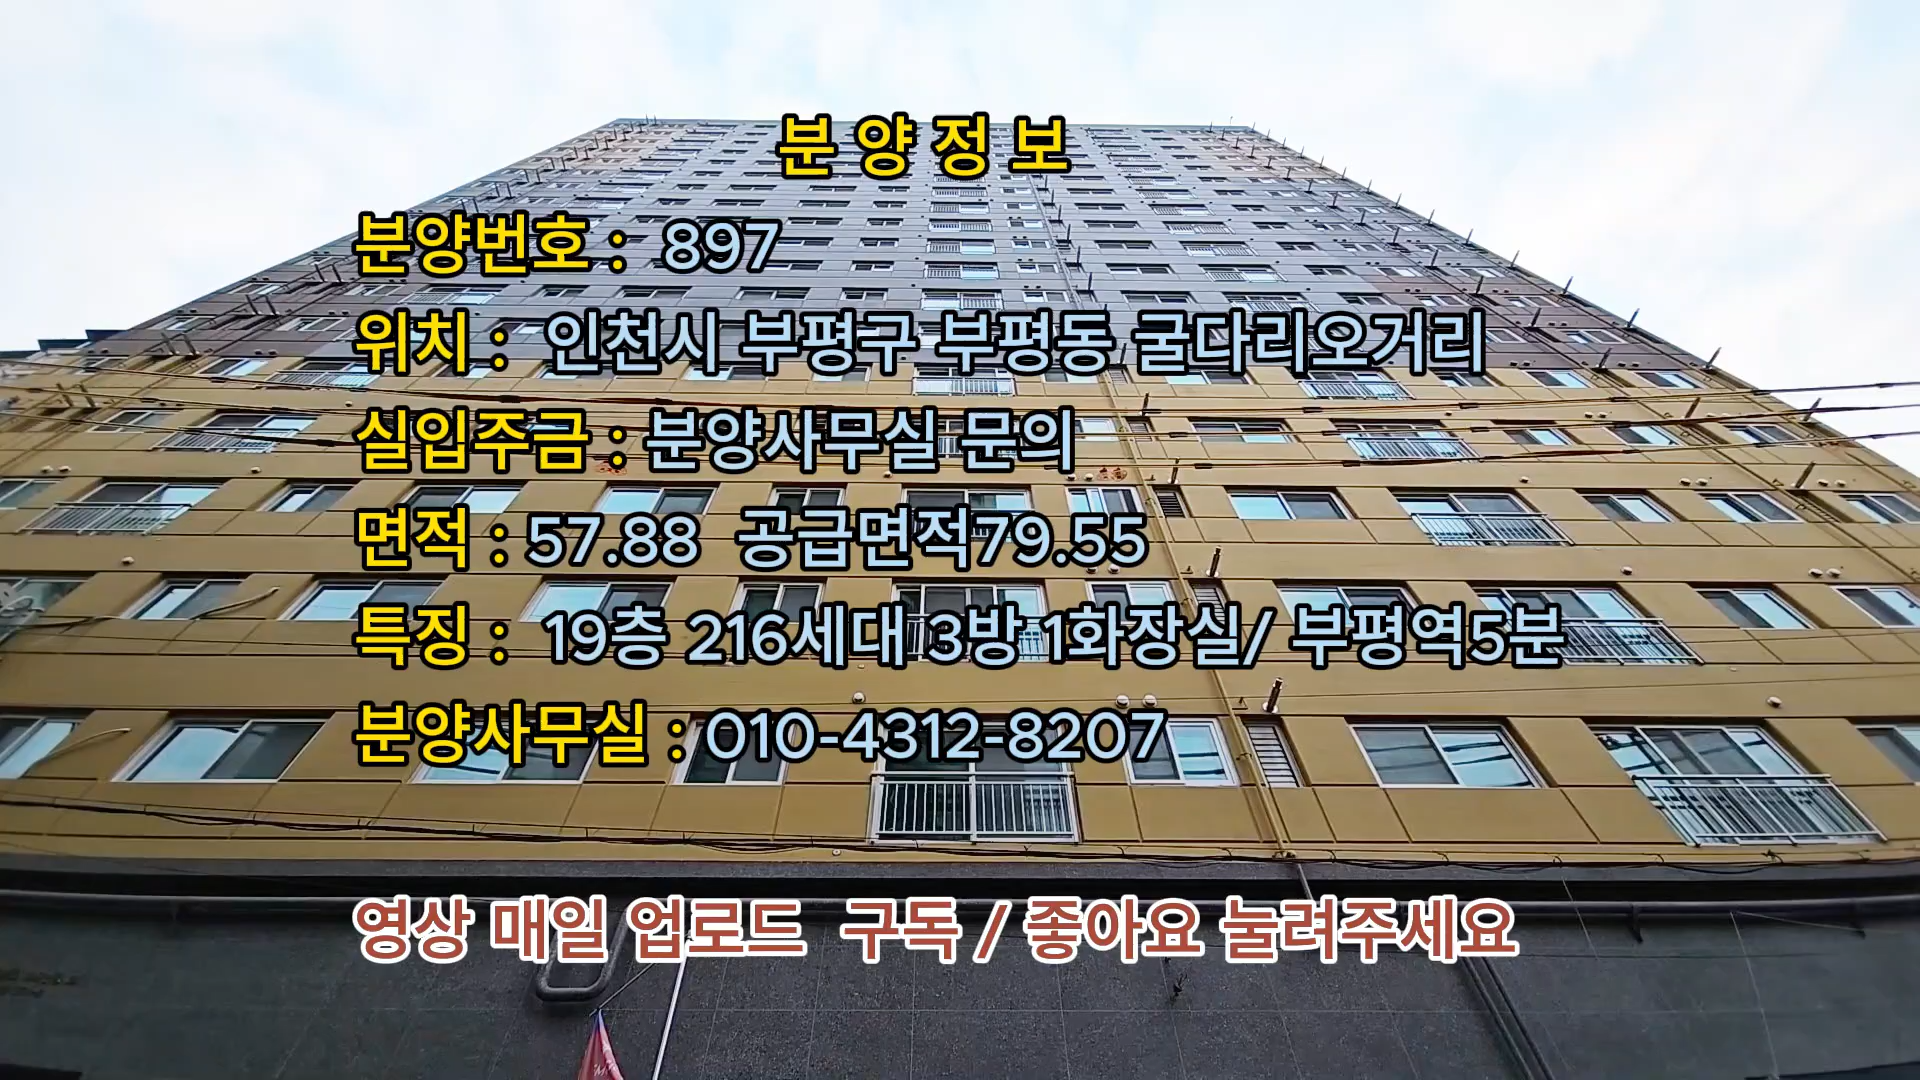 분양정보
분양번호 : 897
위치 : 인천시 부평구 부평동 굴다리오거리
실입주금 : 분양사무실 문의
면적 : 57.88 공급면적79.55
특징 : 19층 216세대 3방 1화장실/ 부평역5분
분양사무실 : 010-4312-8207
영상 매일 업로드 구독 / 좋아요 눌려주세요